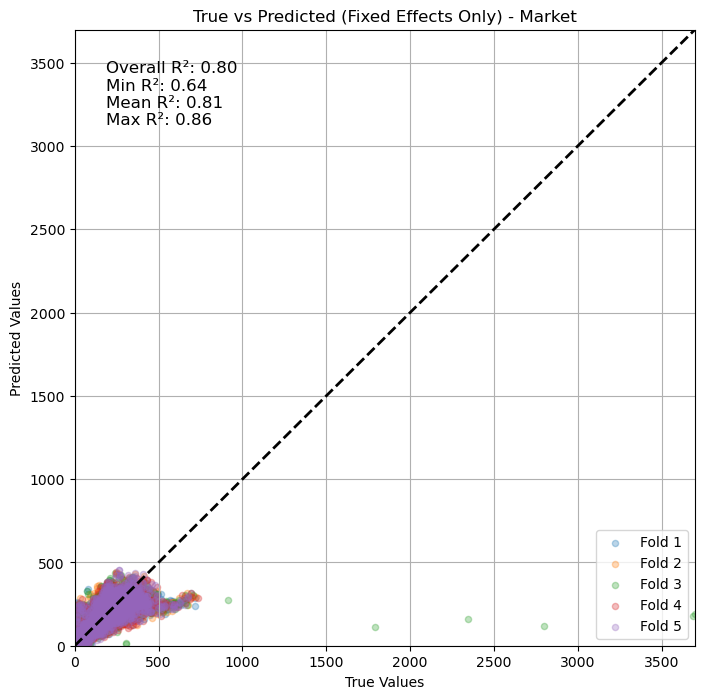 True vs Predicted (Fixed Effects Only) - Market
Overall R²: 0.80
Min R²: 0.64
Mean R²: 0.81
Max R²: 0.86
Predicted Values
3500
3000
2500
2000
1500
1000
500
0
Fold 1
Fold 2
Fold 3
Fold 4
Fold 5
0 500 1000 1500 2000 2500 3000 3500
True Values